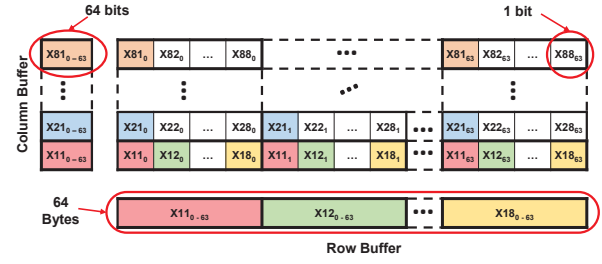 64 bits
1 bit
Column Buffer
X81₀₋₆₃ X81₀ X82₀ ... X88₀ ... X81₆₃ X82₆₃ X88₆₃
X21₀₋₆₃ X21₀ X22₀ ... X28₀ X21₁ X22₁ ... X28₁ X21₆₃ X22₆₃ ... X28₆₃
X11₀₋₆₃ X11₀ X12₀ ... X18₀ X11₁ X12₁ ... X18₁ X11₆₃ X12₆₃ ... X18₆₃
64
Bytes
X11₀₋₆₃ X12₀₋₆₃ ... X18₀₋₆₃
Row Buffer